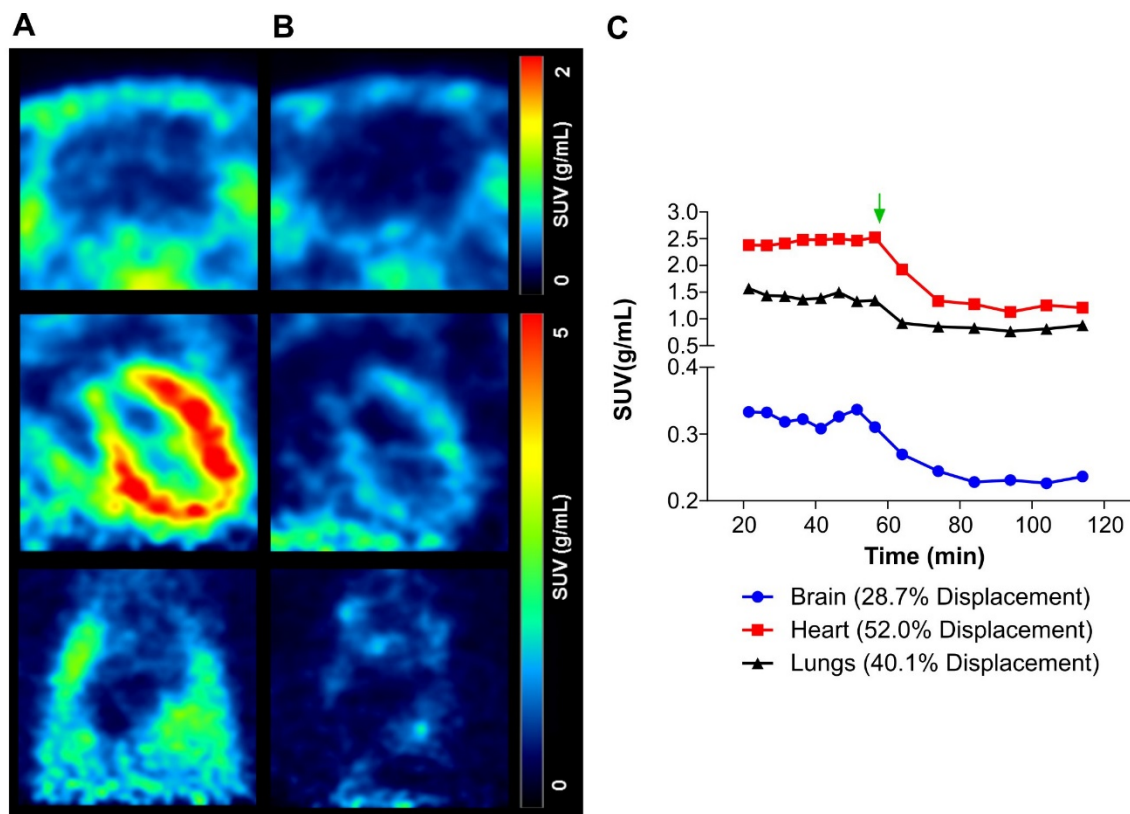 A
B
C
2
SUV (g/mL)
0
5
SUV (g/mL)
0
3.0
2.5
2.0
1.5
1.0
0.5
0.4
0.3
0.2
SUV(g/mL)
20 40 60 80 100 120
Time (min)
Brain (28.7% Displacement)
Heart (52.0% Displacement)
Lungs (40.1% Displacement)